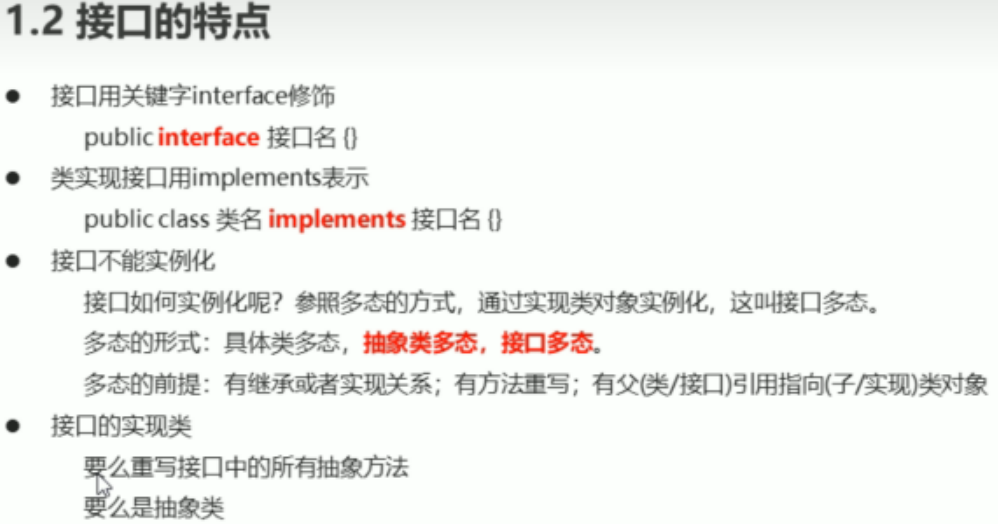 1.2 接口的特点
● 接口用关键字interface修饰
public interface 接口名 {}
● 类实现接口用implements表示
public class 类名 implements 接口名 {}
● 接口不能实例化
接口如何实例化呢？参照多态的方式，通过实现类对象实例化，这叫接口多态。
多态的形式：具体类多态，抽象类多态，接口多态。
多态的前提：有继承或者实现关系；有方法重写；有父(类/接口)引用指向(子/实现)类对象
● 接口的实现类
要么重写接口中的所有抽象方法
要么是抽象类